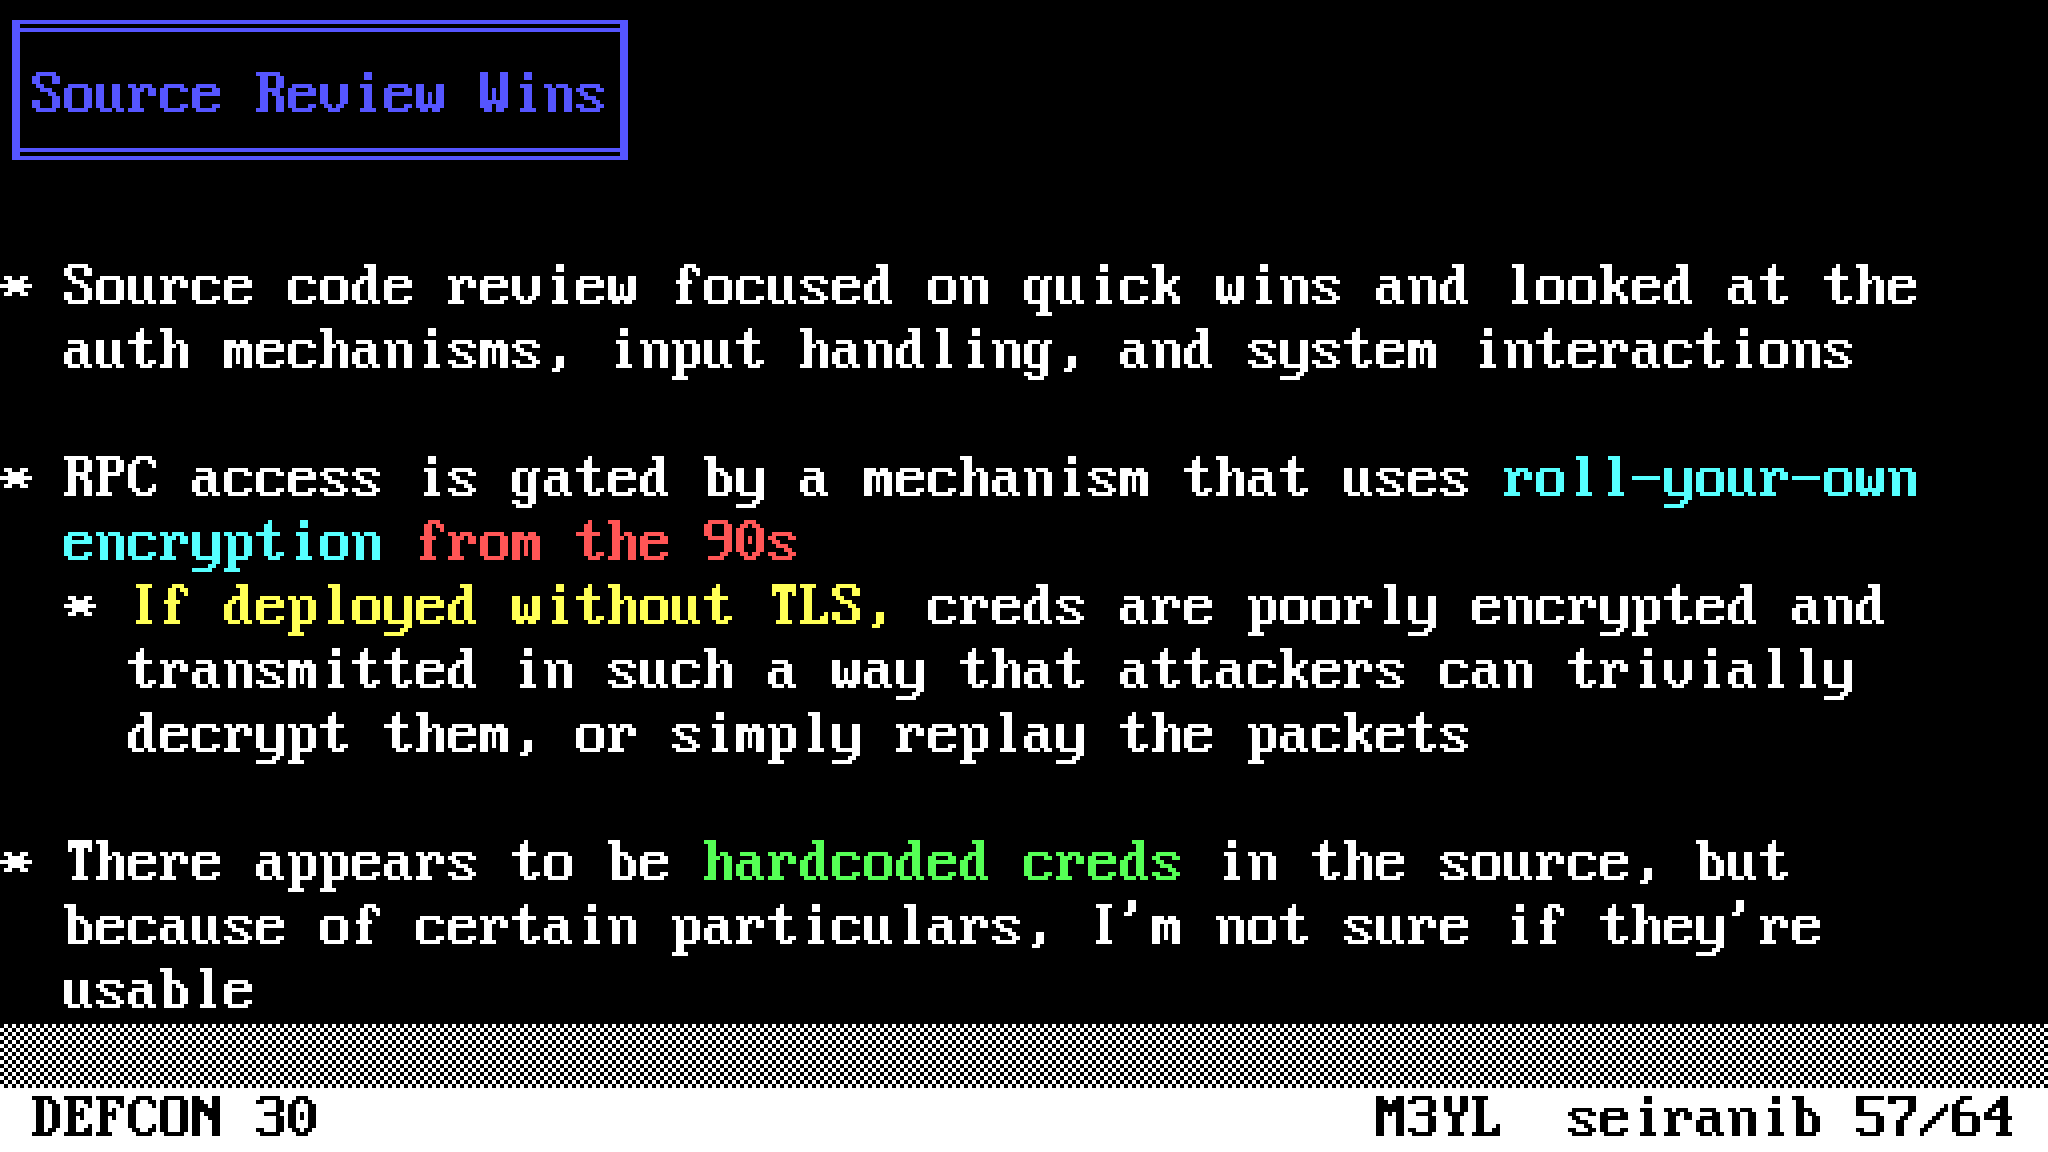 Source Review Wins
* Source code review focused on quick wins and looked at the
auth mechanisms, input handling, and system interactions
* RPC access is gated by a mechanism that uses roll-your-own
encryption from the 90s
* If deployed without TLS, creds are poorly encrypted and
transmitted in such a way that attackers can trivially
decrypt them, or simply replay the packets
* There appears to be hardcoded creds in the source, but
because of certain particulars, I'm not sure if they're
usable
DEFCON 30 M3YL seiranib 57/64